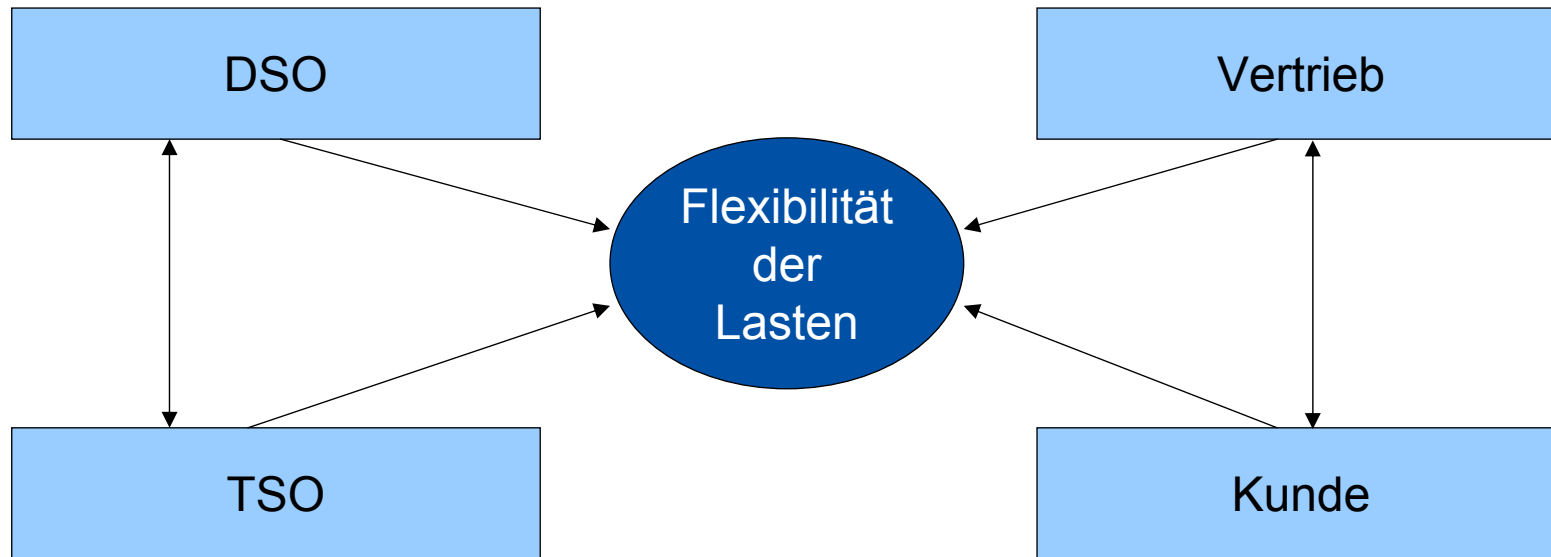 DSO
Vertrieb
Flexibilität
der
Lasten
TSO
Kunde